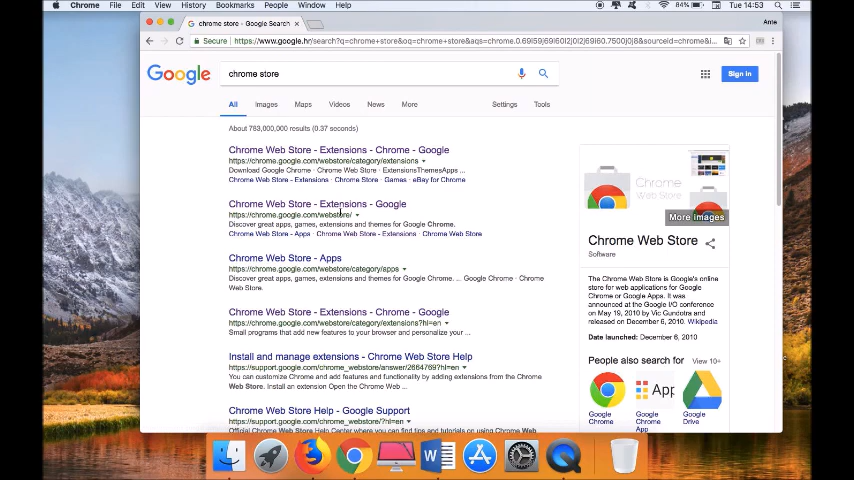 Chrome File Edit View History Bookmarks People Window Help 84% Tue 14:53
chrome store - Google Search Ante
Secure https://www.google.hr/search?q=chrome+store&oq=chrome+store&aqs=chrome.0.69l59j69l60l2j0j2j69l60.7500j0j8&sourceid=chrome&i...
Google chrome store Sign in
All Images Maps Videos News More Settings Tools
About 763,000,000 results (0.37 seconds)
Chrome Web Store - Extensions - Chrome - Google
https://chrome.google.com/webstore/category/extensions
Download Google Chrome · Chrome Web Store · ExtensionsThemesApps ...
Chrome Web Store - Extensions · Chrome Store · Games · eBay for Chrome
Chrome Web Store - Extensions - Google
https://chrome.google.com/webstore/
Discover great apps, games, extensions and themes for Google Chrome.
Chrome Web Store - Apps · Chrome Web Store - Extensions · Chrome Web Store
Chrome Web Store - Apps
https://chrome.google.com/webstore/category/apps
Discover great apps, games, extensions and themes for Google Chrome. ... Google Chrome · Chrome
Web Store.
Chrome Web Store - Extensions - Chrome - Google
https://chrome.google.com/webstore/category/extensions?hl=en
Small programs that add new features to your browser and personalize your ...
Install and manage extensions - Chrome Web Store Help
https://support.google.com/chrome_webstore/answer/2664769?hl=en
You can customize Chrome and add features and functionality by adding extensions from the Chrome
Web Store. Install an extension Open the Chrome Web ...
Chrome Web Store Help - Google Support
https://support.google.com/chrome_webstore/?hl=en
Official Chrome Web Store Help Center where you can find tips and tutorials on using Chrome Web
chrome
web store
More images
Chrome Web Store
Software
The Chrome Web Store is Google's online
store for web applications for Google
Chrome or Google Apps. It was
announced at the Google I/O conference
on May 19, 2010 by Vic Gundotra and
released on December 6, 2010. Wikipedia
Date launched: December 6, 2010
People also search for View 10+
App
Google
Chrome
Google
Chrome
App
Google
Drive
W